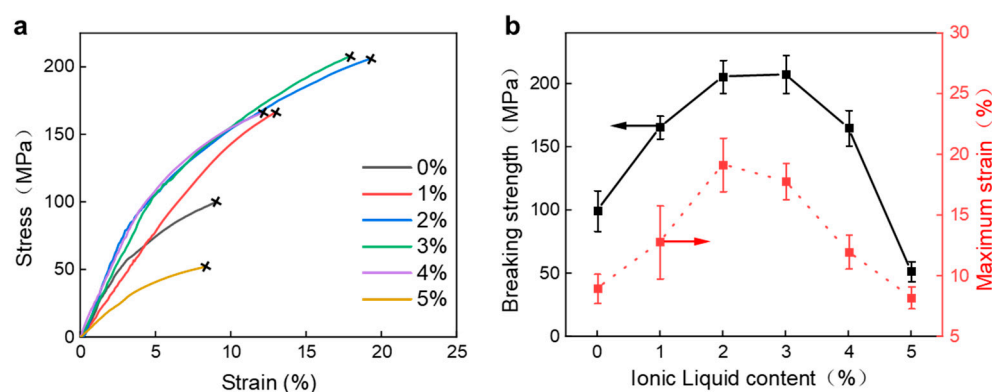 a
Stress（MPa）
200
150
100
50
0
0 5 10 15 20 25
Strain (%)
0%
1%
2%
3%
4%
5%
b
Breaking strength（MPa）
200
150
100
50
0
0 1 2 3 4 5
Ionic Liquid content（%）
30
25
20
15
10
5
Maximum strain（%）